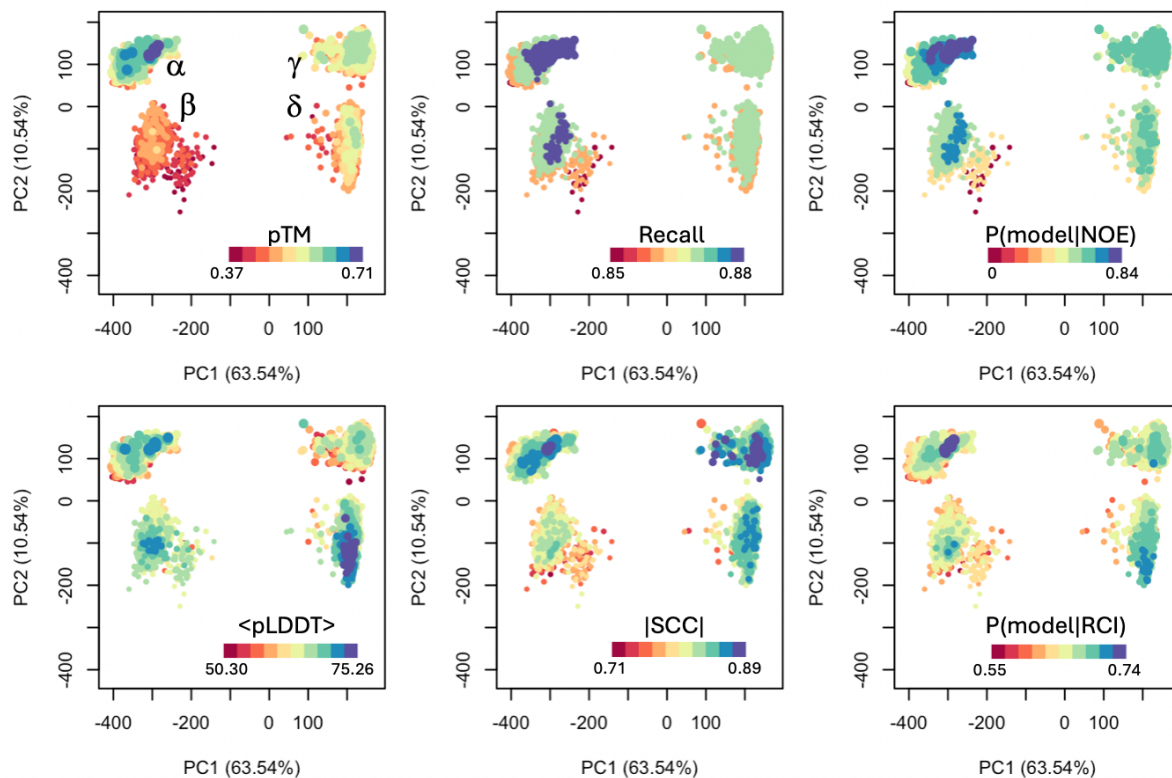 α
β
γ
δ
pTM
0.37 0.71
100
0
-200
-400
PC2 (10.54%)
-400 -200 0 100
PC1 (63.54%)
Recall
0.85 0.88
100
0
-200
-400
PC2 (10.54%)
-400 -200 0 100
PC1 (63.54%)
P(model|NOE)
0 0.84
100
0
-200
-400
PC2 (10.54%)
-400 -200 0 100
PC1 (63.54%)
<pLDDT>
50.30 75.26
100
0
-200
-400
PC2 (10.54%)
-400 -200 0 100
PC1 (63.54%)
|SCC|
0.71 0.89
100
0
-200
-400
PC2 (10.54%)
-400 -200 0 100
PC1 (63.54%)
P(model|RCI)
0.55 0.74
100
0
-200
-400
PC2 (10.54%)
-400 -200 0 100
PC1 (63.54%)